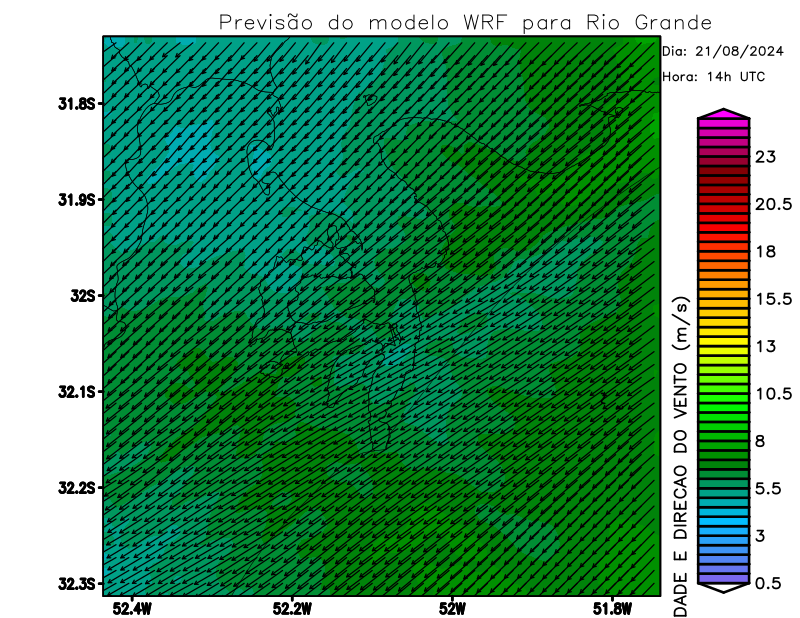 Previsão do modelo WRF para Rio Grande
Dia: 21/08/2024
Hora: 14h UTC
31.8S
31.9S
32S
32.1S
32.2S
32.3S
52.4W
52.2W
52W
51.8W
23
20.5
18
15.5
13
10.5
8
5.5
3
0.5
DADE E DIRECAO DO VENTO (m/s)